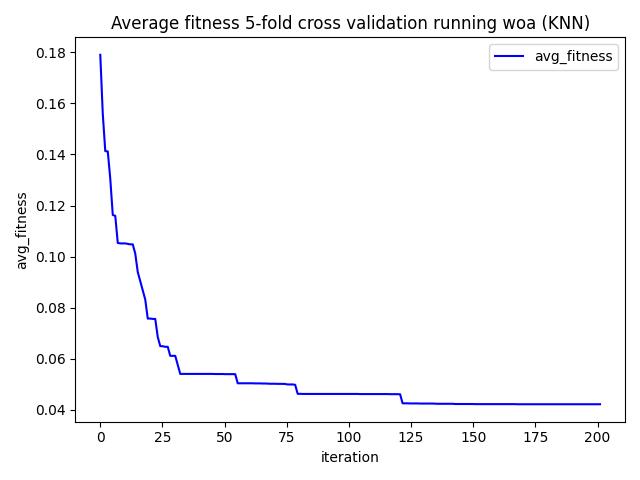 Average fitness 5-fold cross validation running woa (KNN)
avg_fitness
0.18
0.16
0.14
0.12
0.10
0.08
0.06
0.04
avg_fitness
0 25 50 75 100 125 150 175 200
iteration